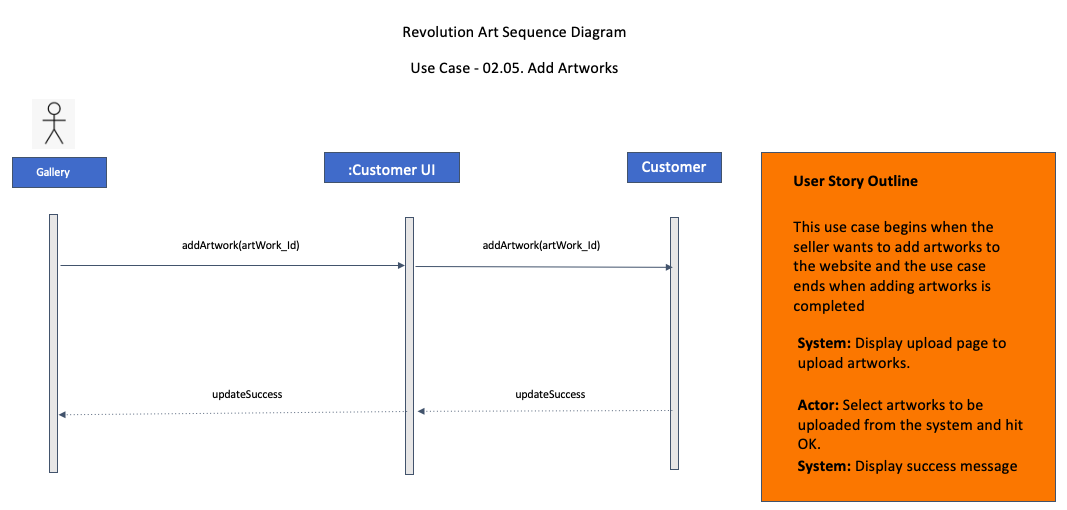 Revolution Art Sequence Diagram
Use Case - 02.05. Add Artworks
Gallery
:Customer UI
Customer
addArtwork(artWork_Id)
addArtwork(artWork_Id)
updateSuccess
updateSuccess
User Story Outline
This use case begins when the
seller wants to add artworks to
the website and the use case
ends when adding artworks is
completed
System: Display upload page to
upload artworks.
Actor: Select artworks to be
uploaded from the system and hit
OK.
System: Display success message